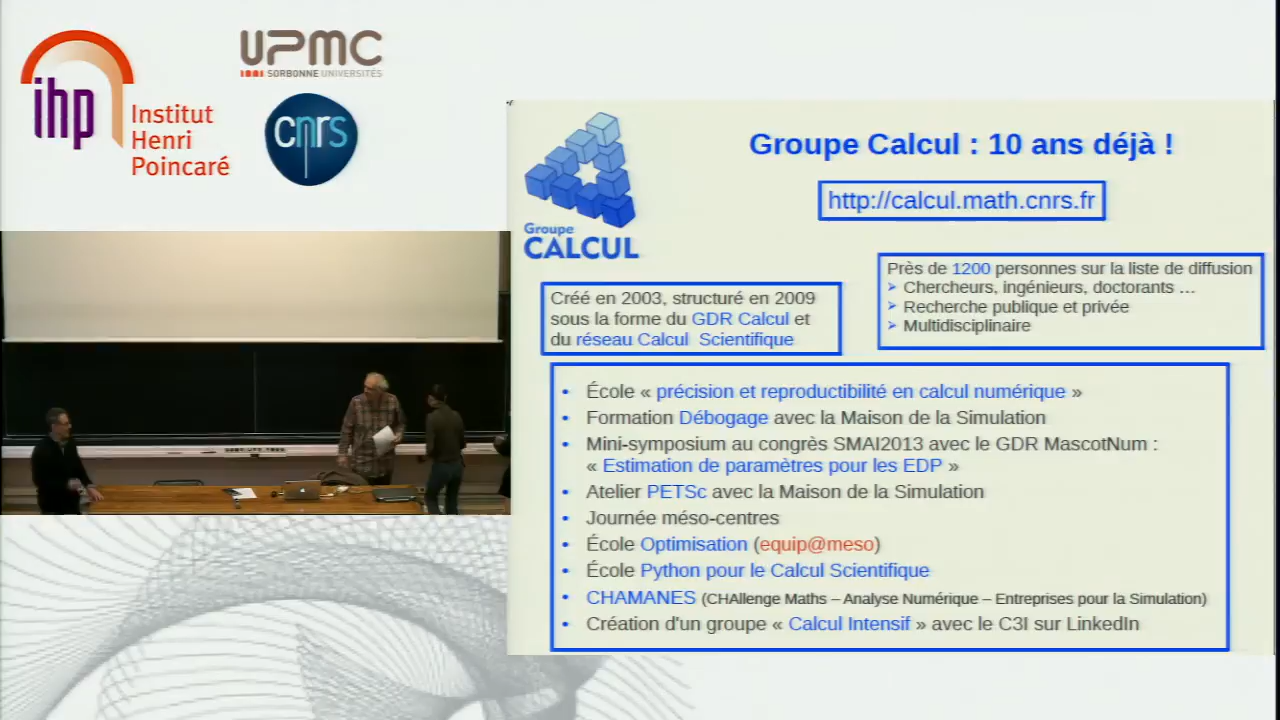 ihp
Institut
Henri
Poincaré
UPMC
SORBONNE UNIVERSITÉS
cnrs
Groupe
CALCUL
Groupe Calcul : 10 ans déjà !
http://calcul.math.cnrs.fr
Créé en 2003, structuré en 2009
sous la forme du GDR Calcul et
du réseau Calcul Scientifique
Près de 1200 personnes sur la liste de diffusion
➢ Chercheurs, ingénieurs, doctorants …
➢ Recherche publique et privée
➢ Multidisciplinaire
• École « précision et reproductibilité en calcul numérique »
• Formation Débogage avec la Maison de la Simulation
• Mini-symposium au congrès SMAI2013 avec le GDR MascotNum :
« Estimation de paramètres pour les EDP »
• Atelier PETSc avec la Maison de la Simulation
• Journée méso-centres
• École Optimisation (equip@meso)
• École Python pour le Calcul Scientifique
• CHAMANES (CHAllenge Maths – Analyse Numérique – Entreprises pour la Simulation)
• Création d'un groupe « Calcul Intensif » avec le C3I sur LinkedIn